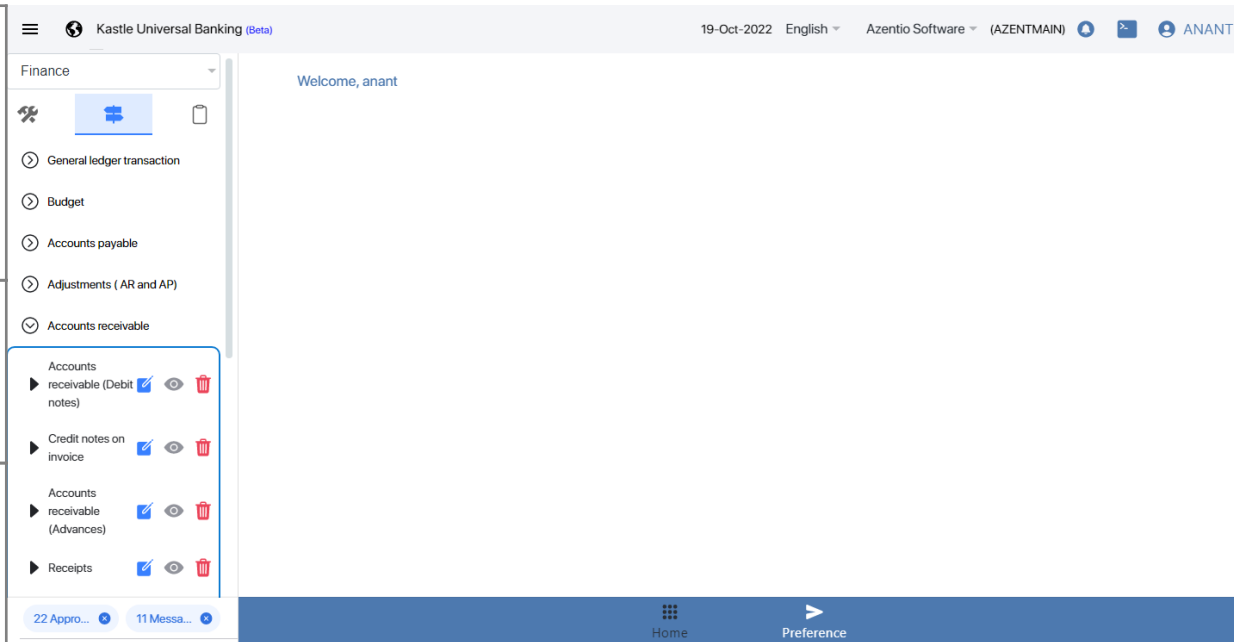 Kastle Universal Banking (Beta)
19-Oct-2022 English Azentio Software (AZENTMAIN) ANANT
Finance
Welcome, anant
General ledger transaction
Budget
Accounts payable
Adjustments ( AR and AP)
Accounts receivable
Accounts
receivable (Debit
notes)
Credit notes on
invoice
Accounts
receivable
(Advances)
Receipts
22 Appro...
11 Messa...
Home
Preference